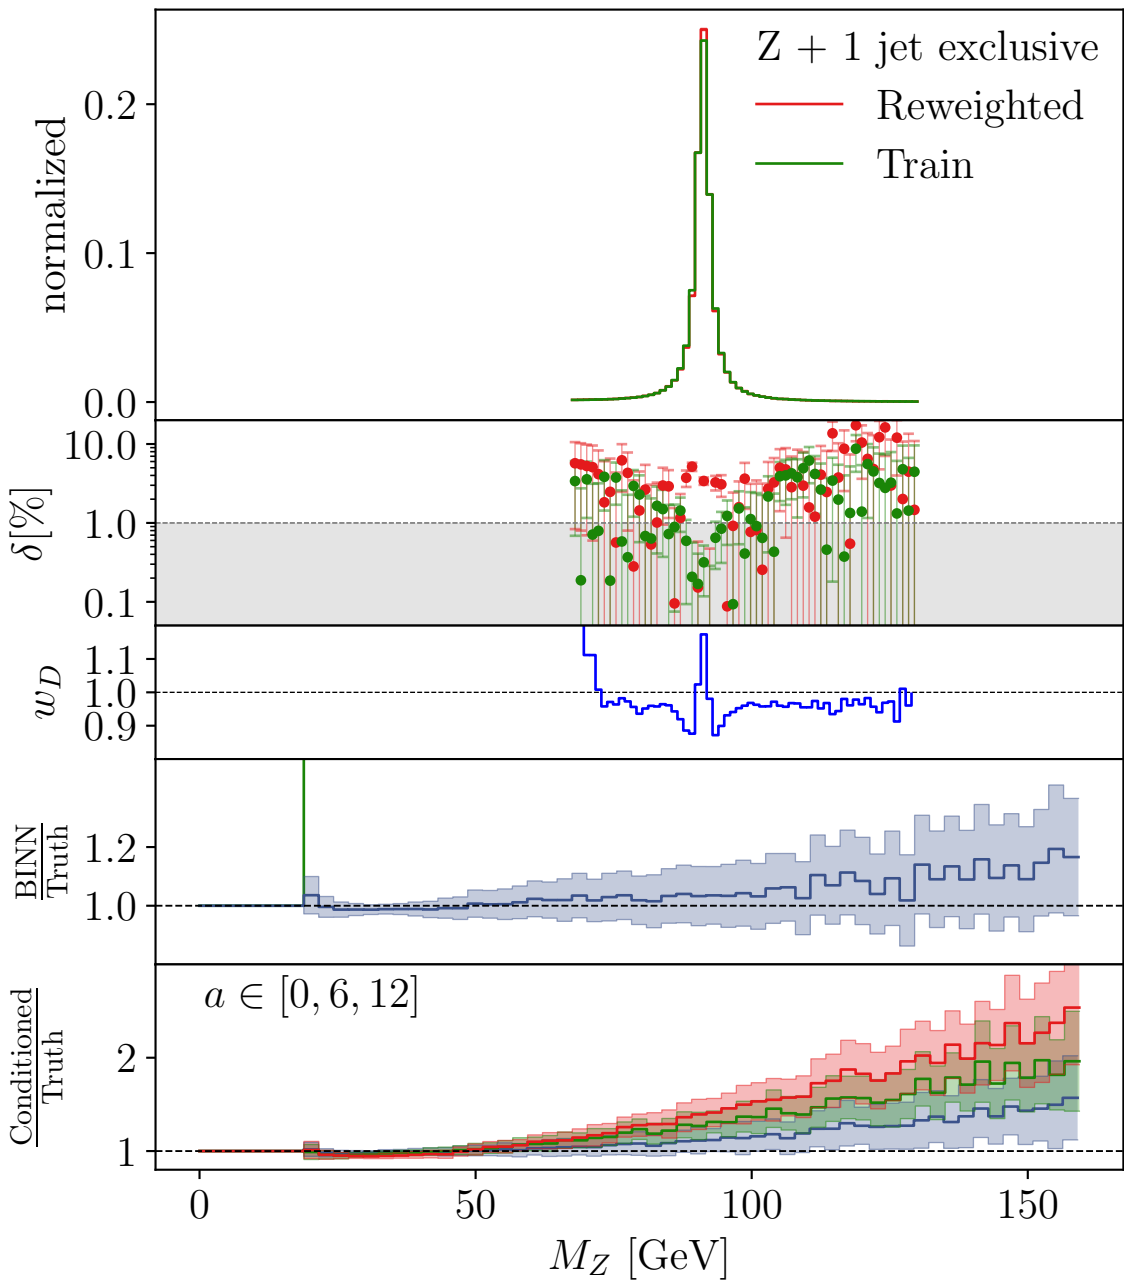 Z + 1 jet exclusive
Reweighted
Train
normalized
0.2
0.1
0.0
δ[%]
10.0
1.0
0.1
w_D
1.1
1.0
0.9
BINN
Truth
1.2
1.0
Conditioned
Truth
a ∈ [0, 6, 12]
2
1
0 50 100 150
M_Z [GeV]